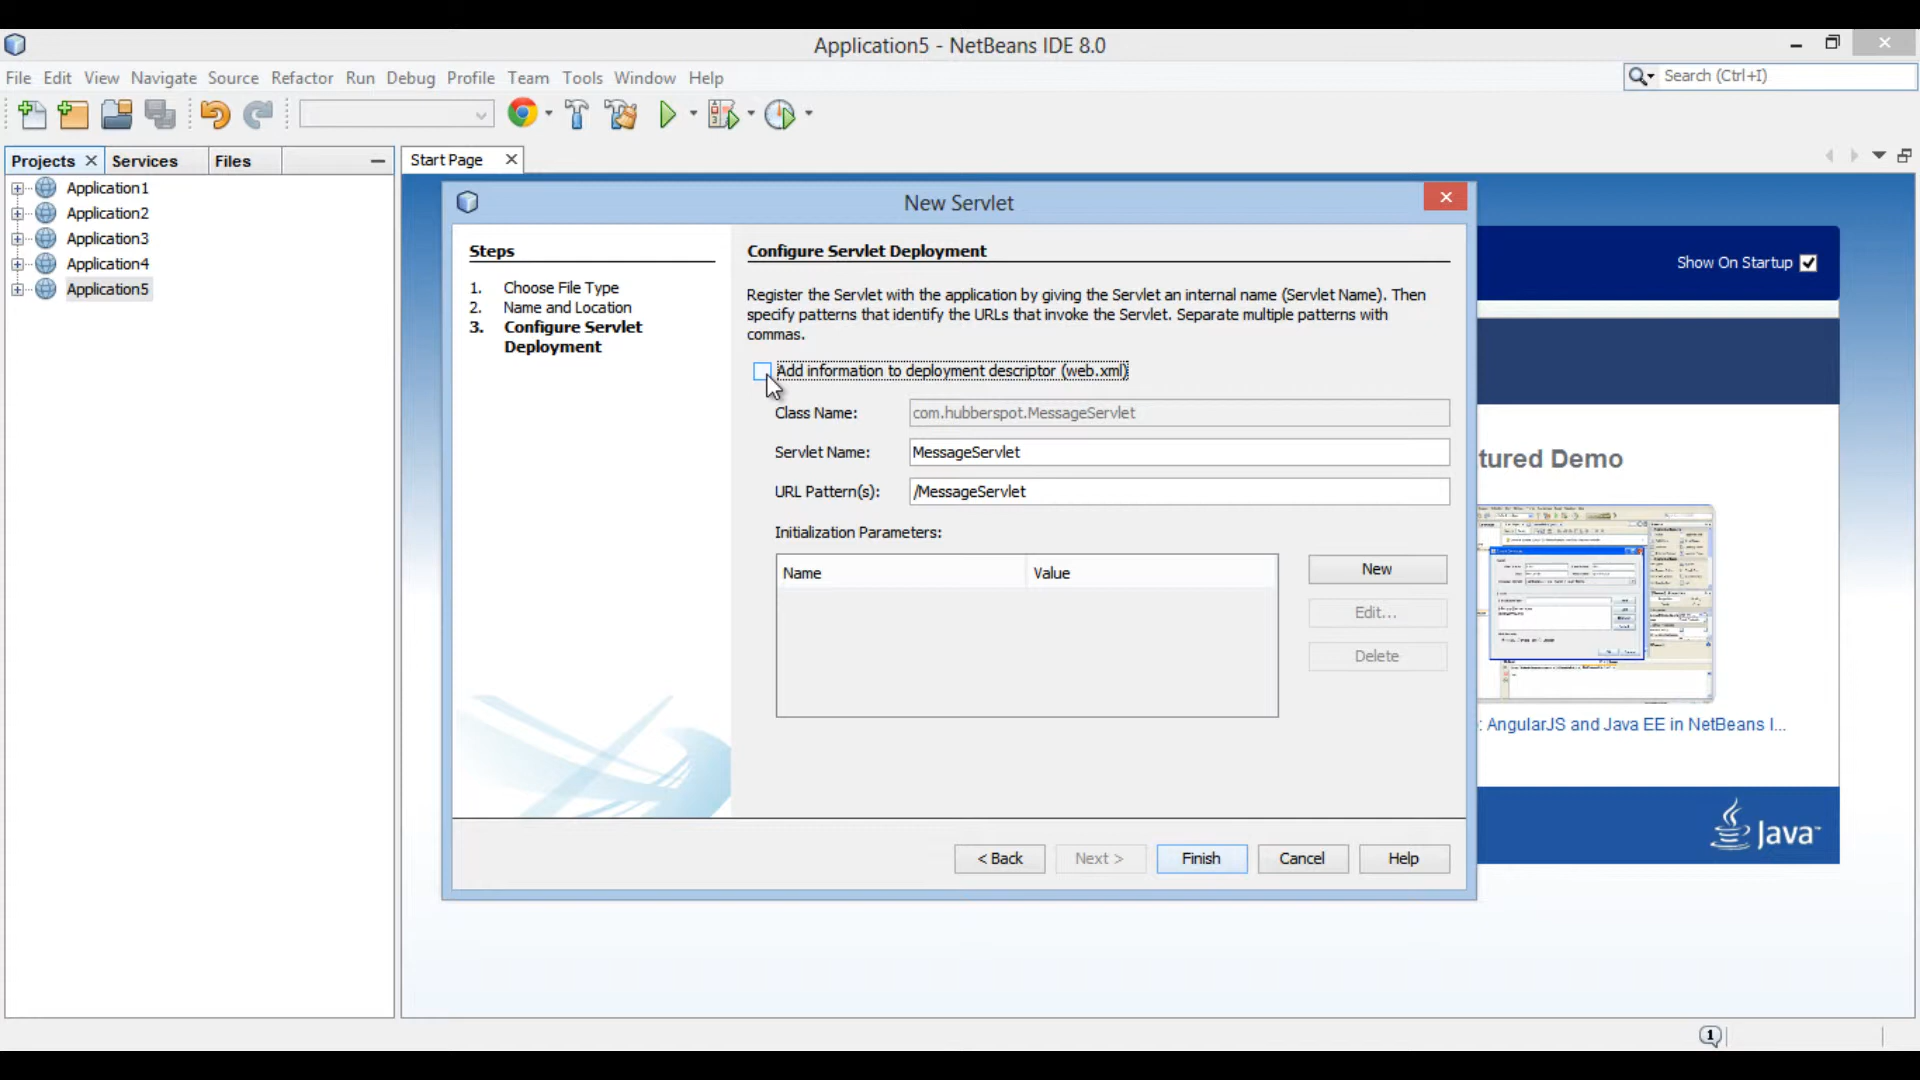 Application5 - NetBeans IDE 8.0
File Edit View Navigate Source Refactor Run Debug Profile Team Tools Window Help
Search (Ctrl+I)
Projects Services Files
Start Page
Application1
Application2
Application3
Application4
Application5
Show On Startup
tured Demo
: AngularJS and Java EE in NetBeans I...
Java
New Servlet
Steps
1. Choose File Type
2. Name and Location
3. Configure Servlet
Deployment
Configure Servlet Deployment
Register the Servlet with the application by giving the Servlet an internal name (Servlet Name). Then
specify patterns that identify the URLs that invoke the Servlet. Separate multiple patterns with
commas.
Add information to deployment descriptor (web.xml)
Class Name: com.hubberspot.MessageServlet
Servlet Name: MessageServlet
URL Pattern(s): /MessageServlet
Initialization Parameters:
Name Value
New
Edit...
Delete
< Back Next > Finish Cancel Help
1